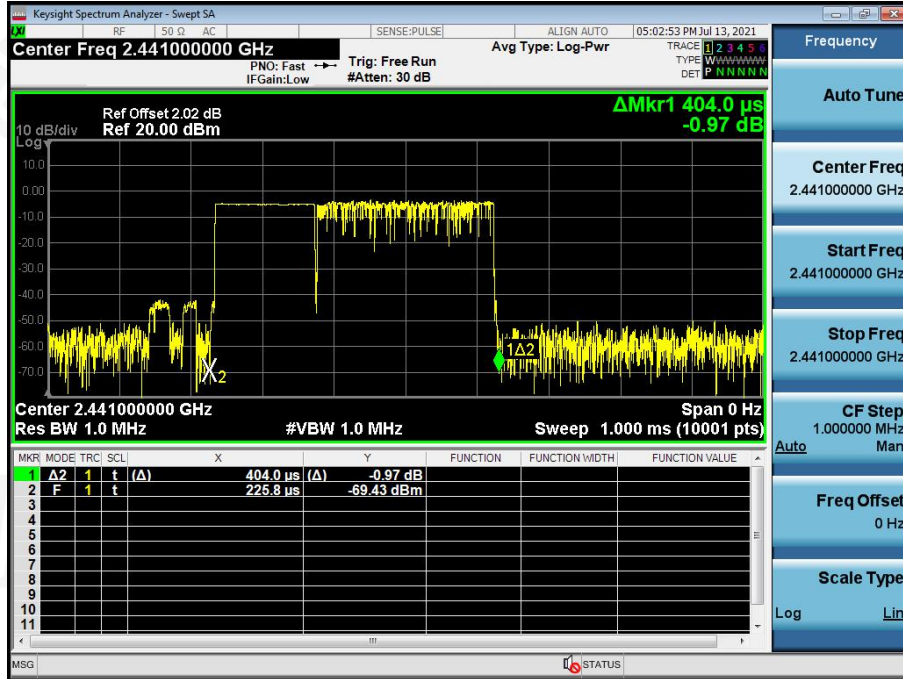 Keysight Spectrum Analyzer - Swept SA
LXI RF 50 Ω AC SENSE:PULSE ALIGN AUTO 05:02:53 PM Jul 13, 2021
Center Freq 2.441000000 GHz
PNO: Fast
IFGain:Low
Trig: Free Run
#Atten: 30 dB
Avg Type: Log-Pwr
TRACE 1 2 3 4 5 6
TYPE WWWWWW
DET P N N N N N
ΔMkr1 404.0 µs
-0.97 dB
Ref Offset 2.02 dB
10 dB/div Ref 20.00 dBm
Log
10.0
0.00
-10.0
-20.0
-30.0
-40.0
-50.0
-60.0
-70.0
X2
1Δ2
Center 2.441000000 GHz Span 0 Hz
Res BW 1.0 MHz #VBW 1.0 MHz Sweep 1.000 ms (10001 pts)
MKR MODE TRC SCL X Y FUNCTION FUNCTION WIDTH FUNCTION VALUE
1 Δ2 1 t (Δ) 404.0 µs (Δ) -0.97 dB
2 F 1 t 225.8 µs -69.43 dBm
3
4
5
6
7
8
9
10
11
MSG STATUS
Frequency
Auto Tune
Center Freq
2.441000000 GHz
Start Freq
2.441000000 GHz
Stop Freq
2.441000000 GHz
CF Step
1.000000 MHz
Auto Man
Freq Offset
0 Hz
Scale Type
Log Lin